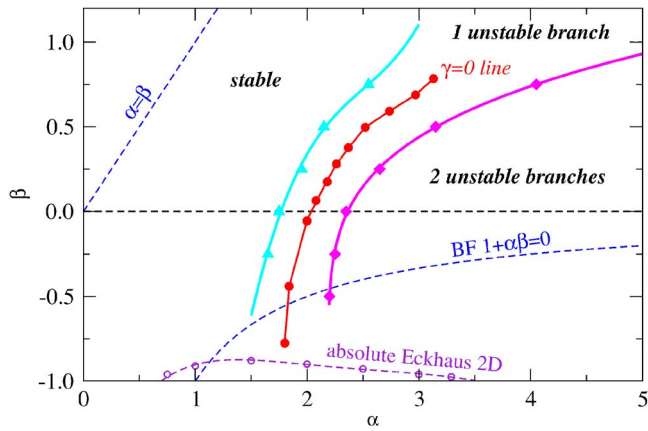 1 unstable branch
γ=0 line
stable
α=β
2 unstable branches
BF 1+αβ=0
absolute Eckhaus 2D
1.0
0.5
0.0
-0.5
-1.0
β
0 1 2 3 4 5
α